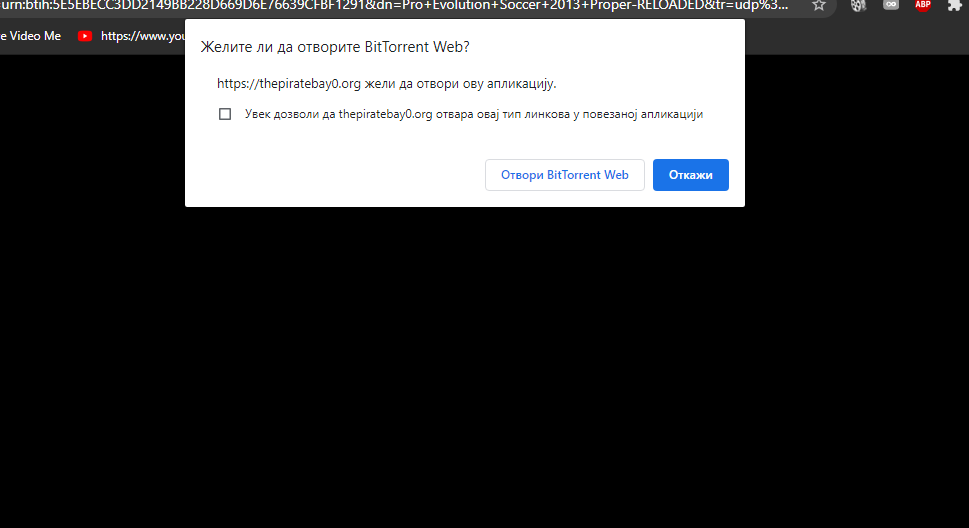 urn:btih:5E5EBECC3DD2149BB228D669D6E76639CFBF1291&dn=Pro+Evolution+Soccer+2013+Proper-RELOADED&tr=udp%3...
ABP
e Video Me https://www.you
Желите ли да отворите BitTorrent Web?
https://thepiratebay0.org жели да отвори ову апликацију.
Увек дозволи да thepiratebay0.org отвара овај тип линкова у повезаној апликацији
Отвори BitTorrent Web
Откажи